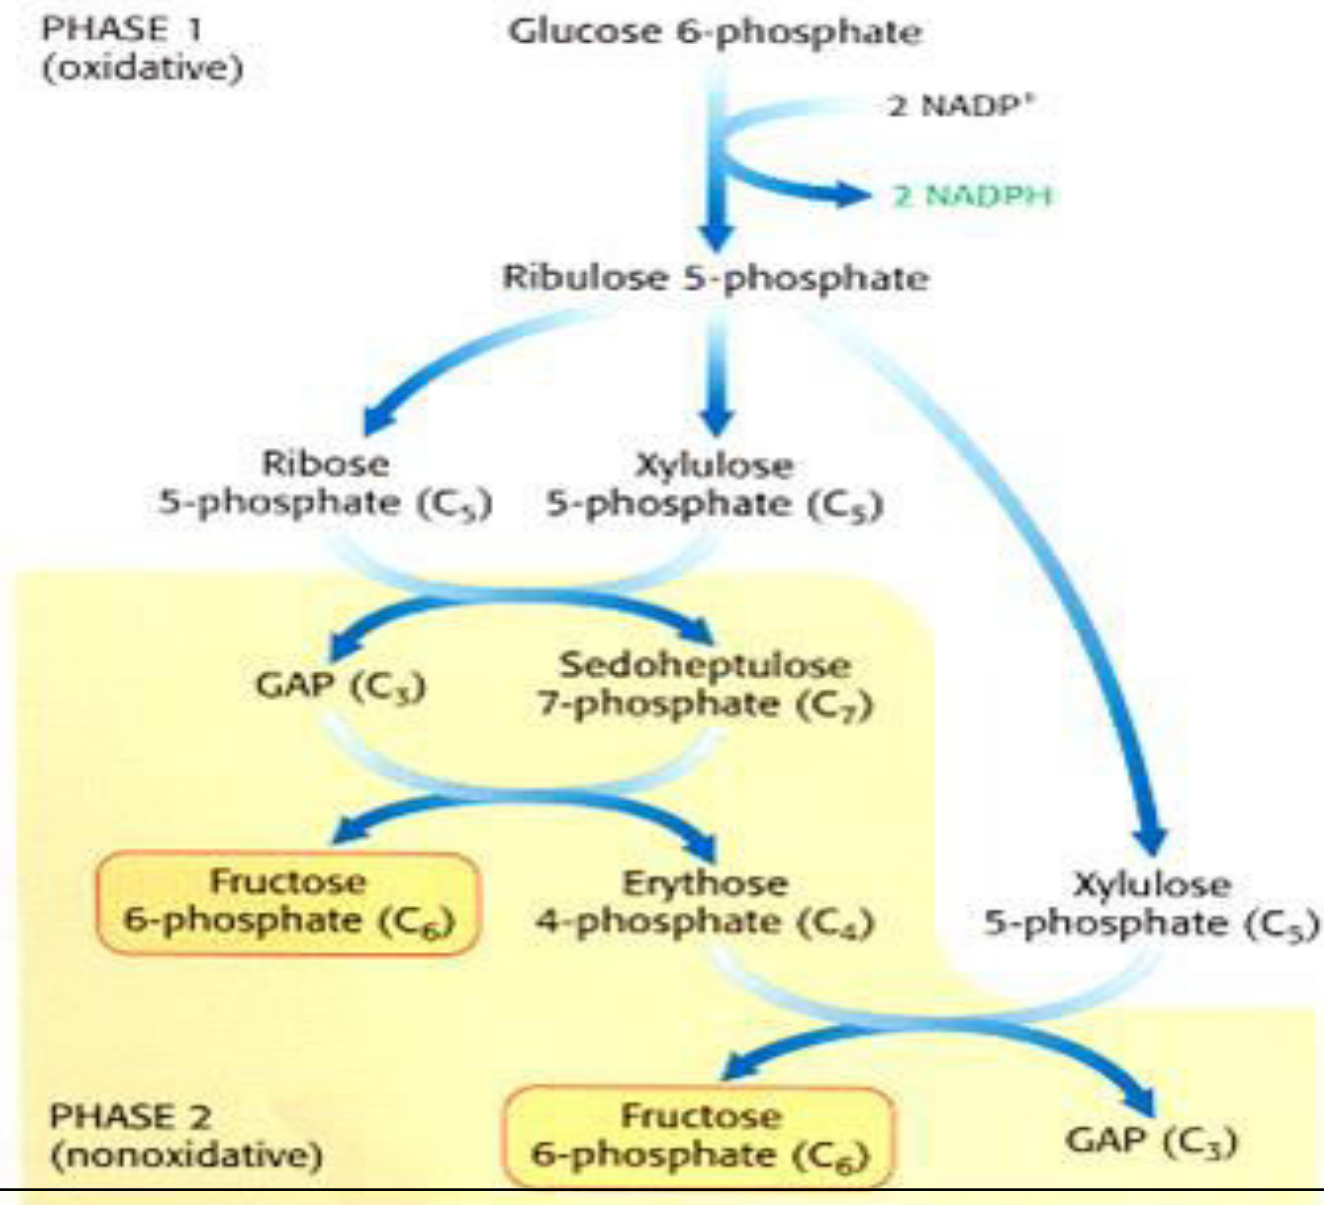 PHASE 1
(oxidative)
Glucose 6-phosphate
2 NADP⁺
2 NADPH
Ribulose 5-phosphate
Ribose
5-phosphate (C₅)
Xylulose
5-phosphate (C₅)
GAP (C₃)
Sedoheptulose
7-phosphate (C₇)
Fructose
6-phosphate (C₆)
Erythose
4-phosphate (C₄)
Xylulose
5-phosphate (C₅)
PHASE 2
(nonoxidative)
Fructose
6-phosphate (C₆)
GAP (C₃)